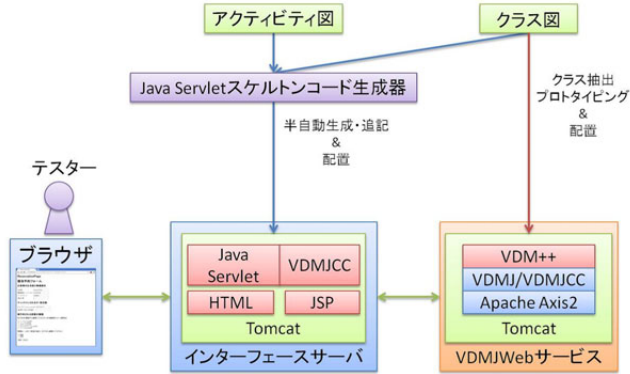 アクティビティ図
クラス図
Java Servletスケルトンコード生成器
半自動生成・追記
&
配置
クラス抽出
プロトタイピング
&
配置
テスター
ブラウザ
Java
Servlet
VDMJCC
HTML
JSP
Tomcat
インターフェースサーバ
VDM++
VDMJ/VDMJCC
Apache Axis2
Tomcat
VDMJWebサービス